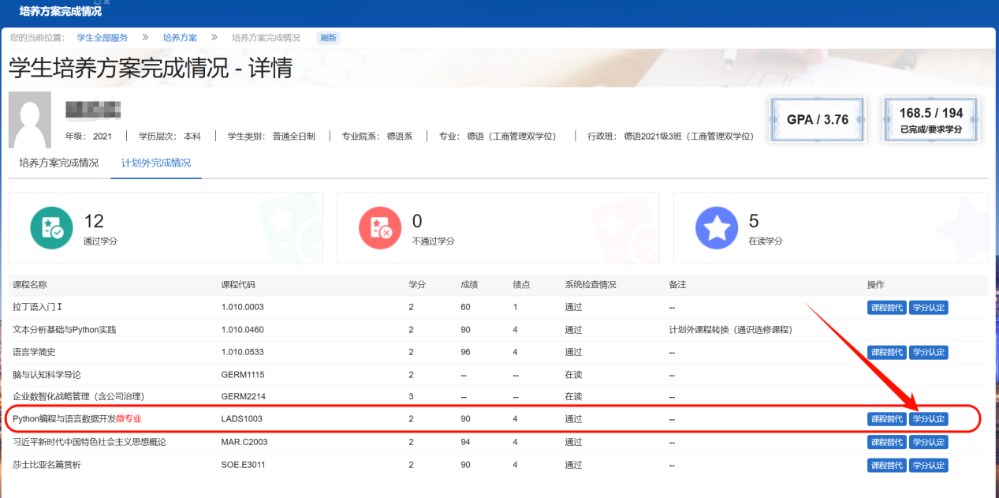 培养方案完成情况
您的当前位置： 学生全部服务 » 培养方案 » 培养方案完成情况 刷新
学生培养方案完成情况 - 详情
年级： 2021 | 学历层次： 本科 | 学生类别： 普通全日制 | 专业院系： 德语系 | 专业： 德语（工商管理双学位） | 行政班： 德语2021级3班（工商管理双学位）
GPA / 3.76
168.5 / 194
已完成/要求学分
培养方案完成情况 计划外完成情况
12
通过学分
0
不通过学分
5
在读学分
课程名称 课程代码 学分 成绩 绩点 系统检查情况 备注 操作
拉丁语入门 I 1.010.0003 2 60 1 通过 -- 课程替代 学分认定
文本分析基础与Python实践 1.010.0460 2 90 4 通过 计划外课程转换（通识选修课程）
语言学简史 1.010.0533 2 96 4 通过 -- 课程替代 学分认定
脑与认知科学导论 GERM1115 2 -- -- 在读 --
企业数智化战略管理（含公司治理） GERM2214 3 -- -- 在读 --
Python编程与语言数据开发微专业 LADS1003 2 90 4 通过 -- 课程替代 学分认定
习近平新时代中国特色社会主义思想概论 MAR.C2003 2 94 4 通过 -- 课程替代 学分认定
莎士比亚名篇赏析 SOE.E3011 2 90 4 通过 -- 课程替代 学分认定